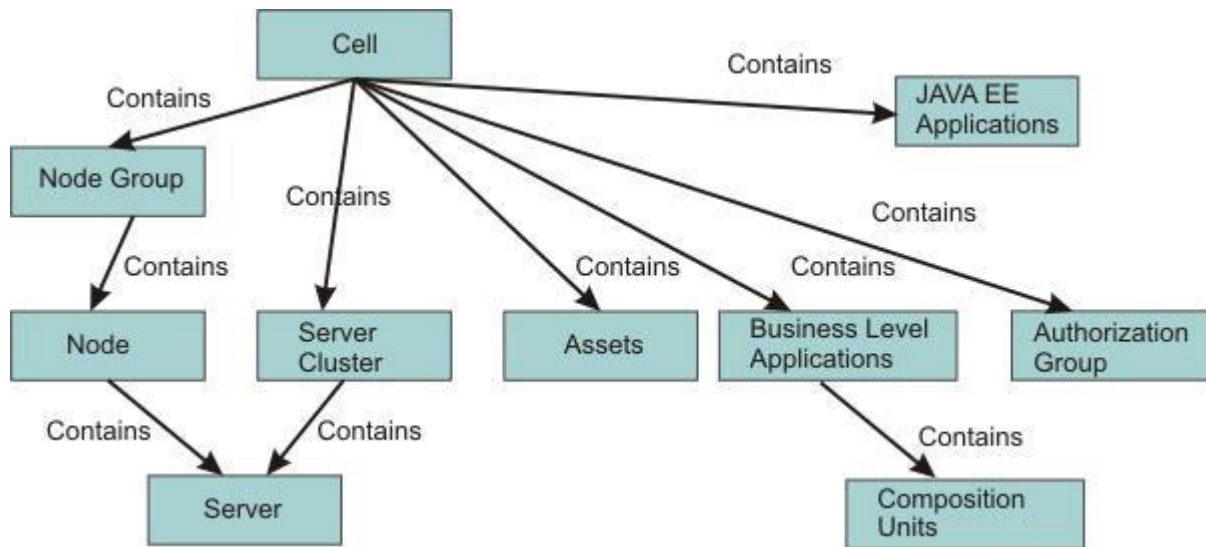 Cell
Contains
JAVA EE
Applications
Contains
Node Group
Contains
Contains
Contains
Contains
Contains
Node
Server
Cluster
Assets
Business Level
Applications
Authorization
Group
Contains
Contains
Contains
Server
Composition
Units